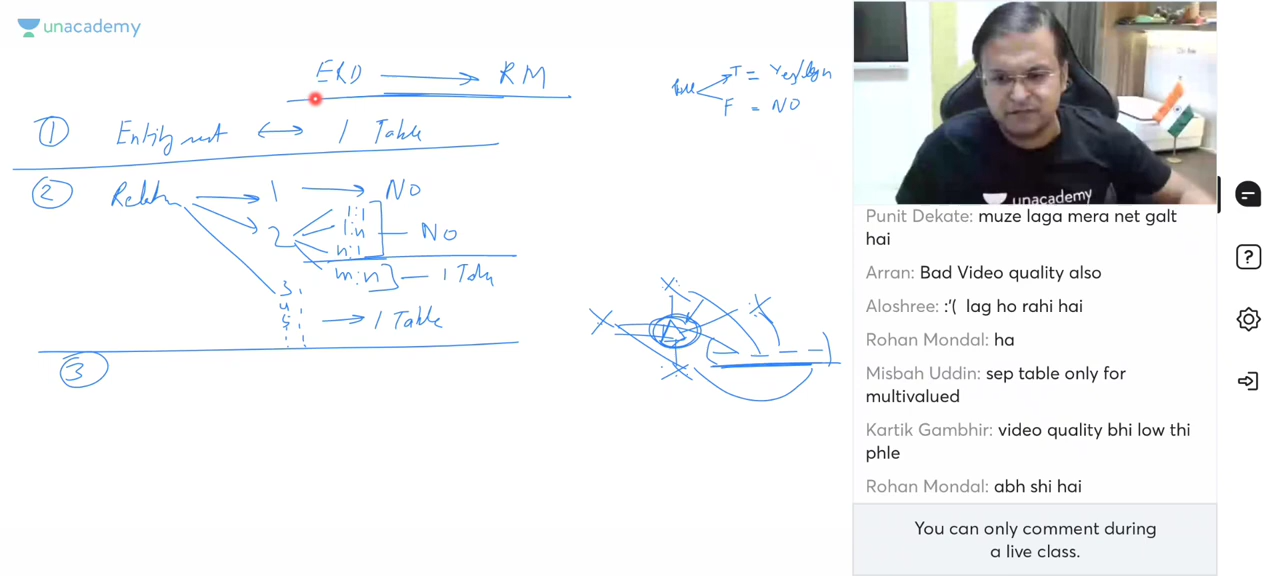 unacademy
ERD → RM
T = Yes/
F = NO
① Entity set ↔ 1 Table
② Relation → 1 → NO
→ 2
1:1
1:n
n:1
NO
m:n — 1 Table
3
4
5
→ 1 Table
③
unacademy
Punit Dekate: muze laga mera net galt
hai
Arran: Bad Video quality also
Aloshree: :'( lag ho rahi hai
Rohan Mondal: ha
Misbah Uddin: sep table only for
multivalued
Kartik Gambhir: video quality bhi low thi
phle
Rohan Mondal: abh shi hai
You can only comment during
a live class.